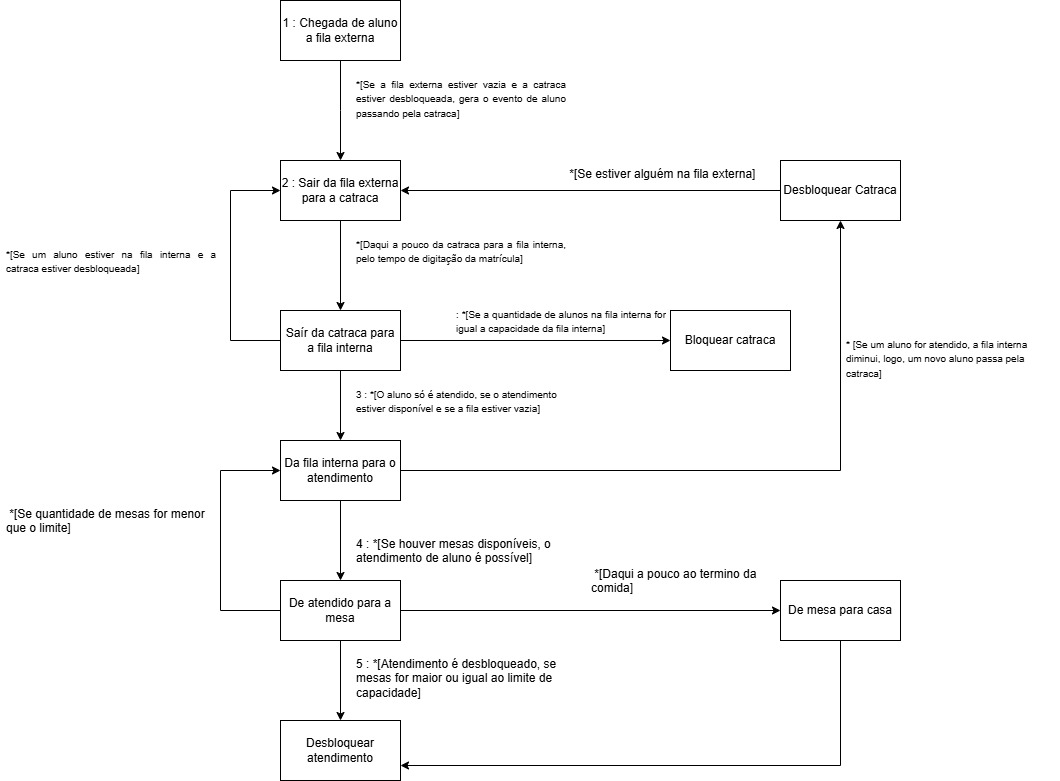 1 : Chegada de aluno
a fila externa
*[Se a fila externa estiver vazia e a catraca
estiver desbloqueada, gera o evento de aluno
passando pela catraca]
2 : Sair da fila externa
para a catraca
*[Se estiver alguém na fila externa]
Desbloquear Catraca
*[Se um aluno estiver na fila interna e a
catraca estiver desbloqueada]
*[Daqui a pouco da catraca para a fila interna,
pelo tempo de digitação da matrícula]
Saír da catraca para
a fila interna
: *[Se a quantidade de alunos na fila interna for
igual a capacidade da fila interna]
Bloquear catraca
* [Se um aluno for atendido, a fila interna
diminui, logo, um novo aluno passa pela
catraca]
3 : *[O aluno só é atendido, se o atendimento
estiver disponível e se a fila estiver vazia]
Da fila interna para o
atendimento
*[Se quantidade de mesas for menor
que o limite]
4 : *[Se houver mesas disponíveis, o
atendimento de aluno é possível]
*[Daqui a pouco ao termino da
comida]
De atendido para a
mesa
De mesa para casa
5 : *[Atendimento é desbloqueado, se
mesas for maior ou igual ao limite de
capacidade]
Desbloquear
atendimento